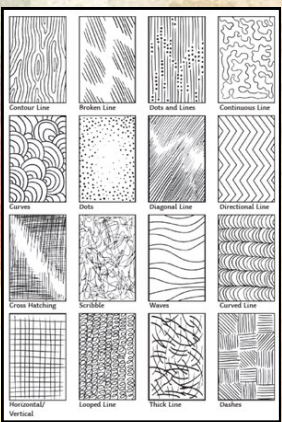 Contour Line
Broken Line
Dots and Lines
Continuous Line
Curves
Dots
Diagonal Line
Directional Line
Cross Hatching
Scribble
Waves
Curved Line
Horizontal/
Vertical
Looped Line
Thick Line
Dashes